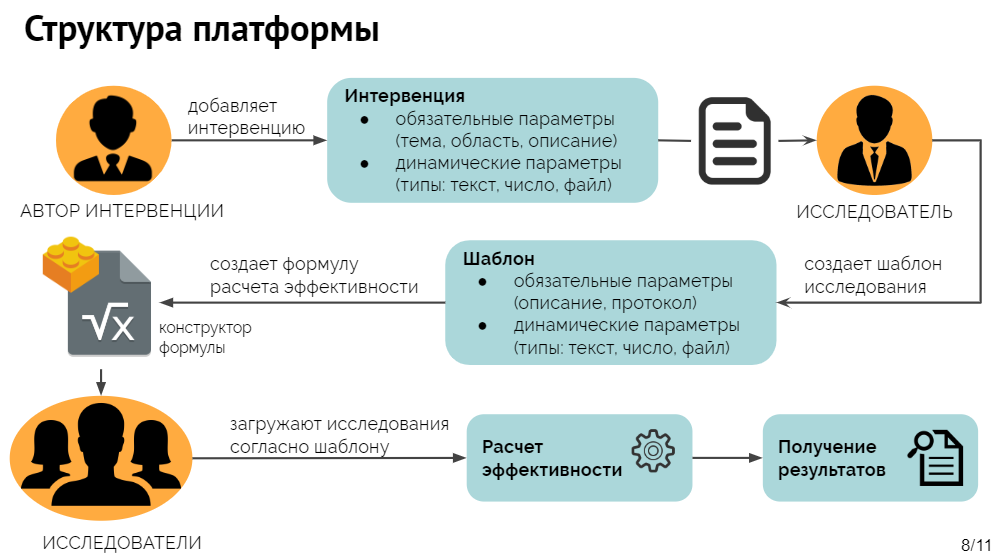 Структура платформы
добавляет
интервенцию
Интервенция
● обязательные параметры
(тема, область, описание)
● динамические параметры
(типы: текст, число, файл)
АВТОР ИНТЕРВЕНЦИИ
ИССЛЕДОВАТЕЛЬ
создает шаблон
исследования
Шаблон
● обязательные параметры
(описание, протокол)
● динамические параметры
(типы: текст, число, файл)
создает формулу
расчета эффективности
√x
конструктор
формулы
загружают исследования
согласно шаблону
Расчет
эффективности
Получение
результатов
ИССЛЕДОВАТЕЛИ
8/11